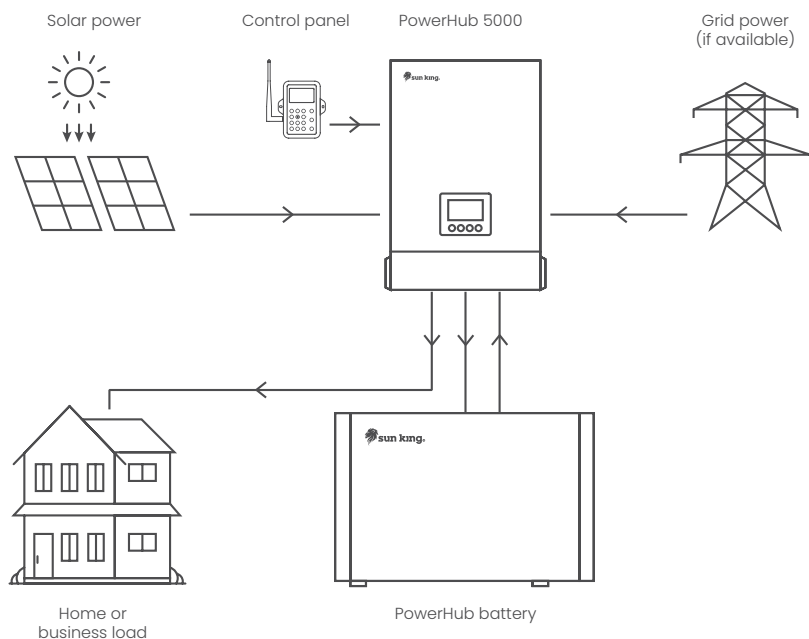 Solar power
Control panel
PowerHub 5000
Grid power
(if available)
sun king.
sun king.
Home or
business load
PowerHub battery